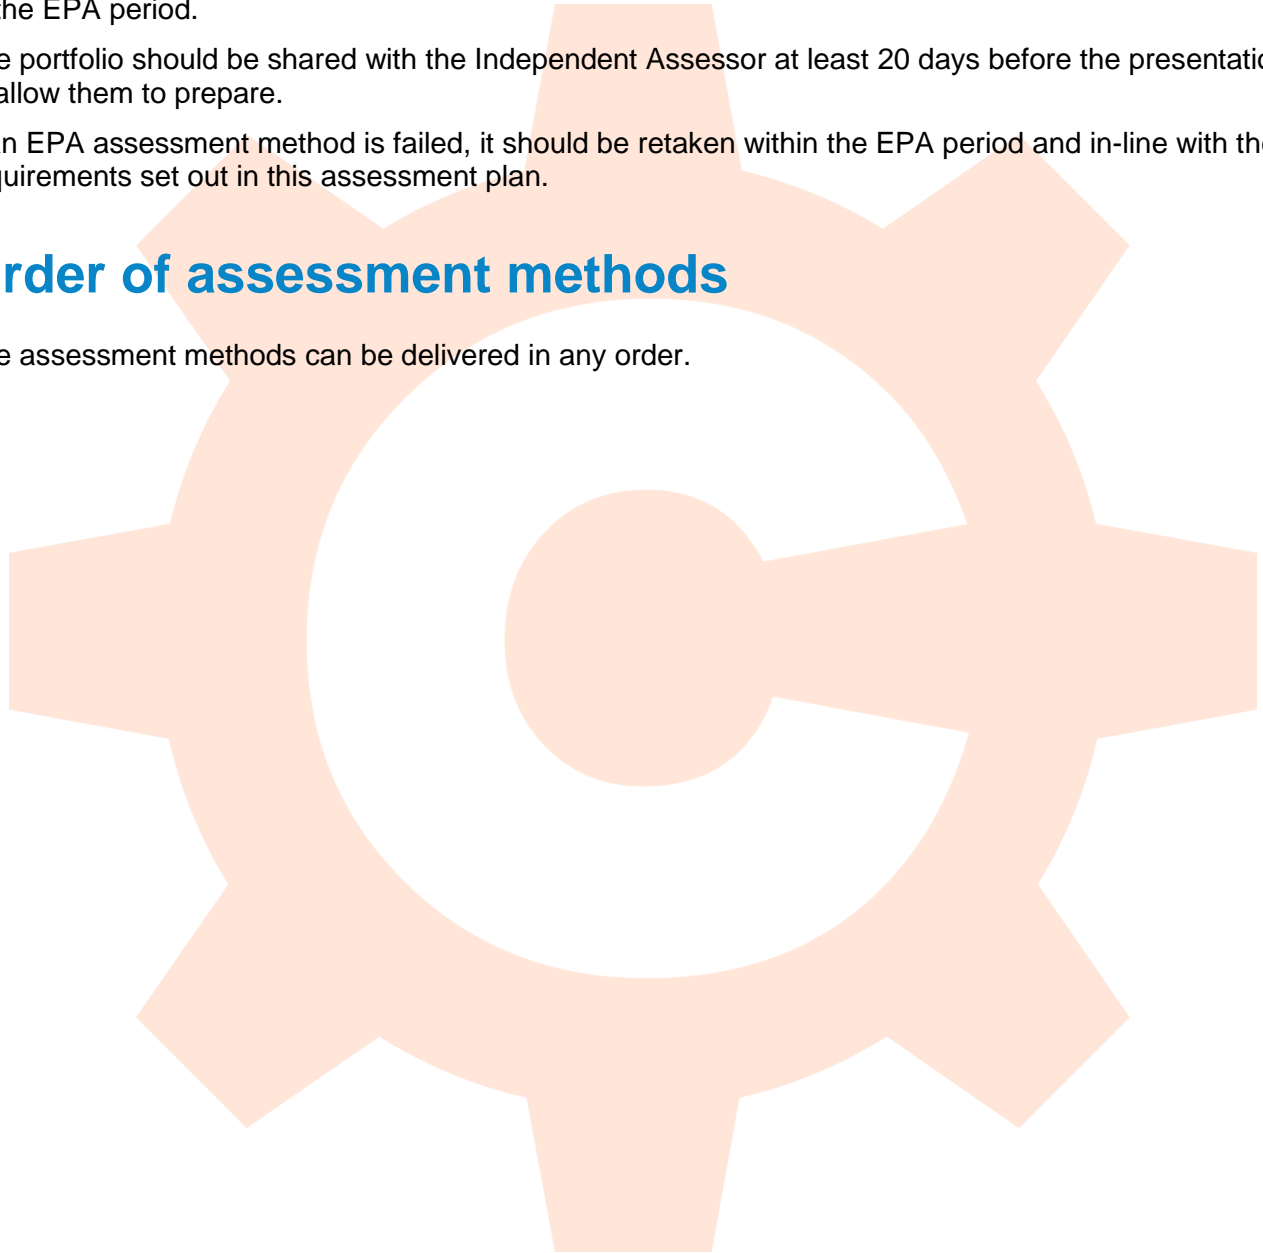 the EPA period.
e portfolio should be shared with the Independent Assessor at least 20 days before the presentatio
allow them to prepare.
n EPA assessment method is failed, it should be retaken within the EPA period and in-line with the
quirements set out in this assessment plan.
rder of assessment methods
e assessment methods can be delivered in any order.